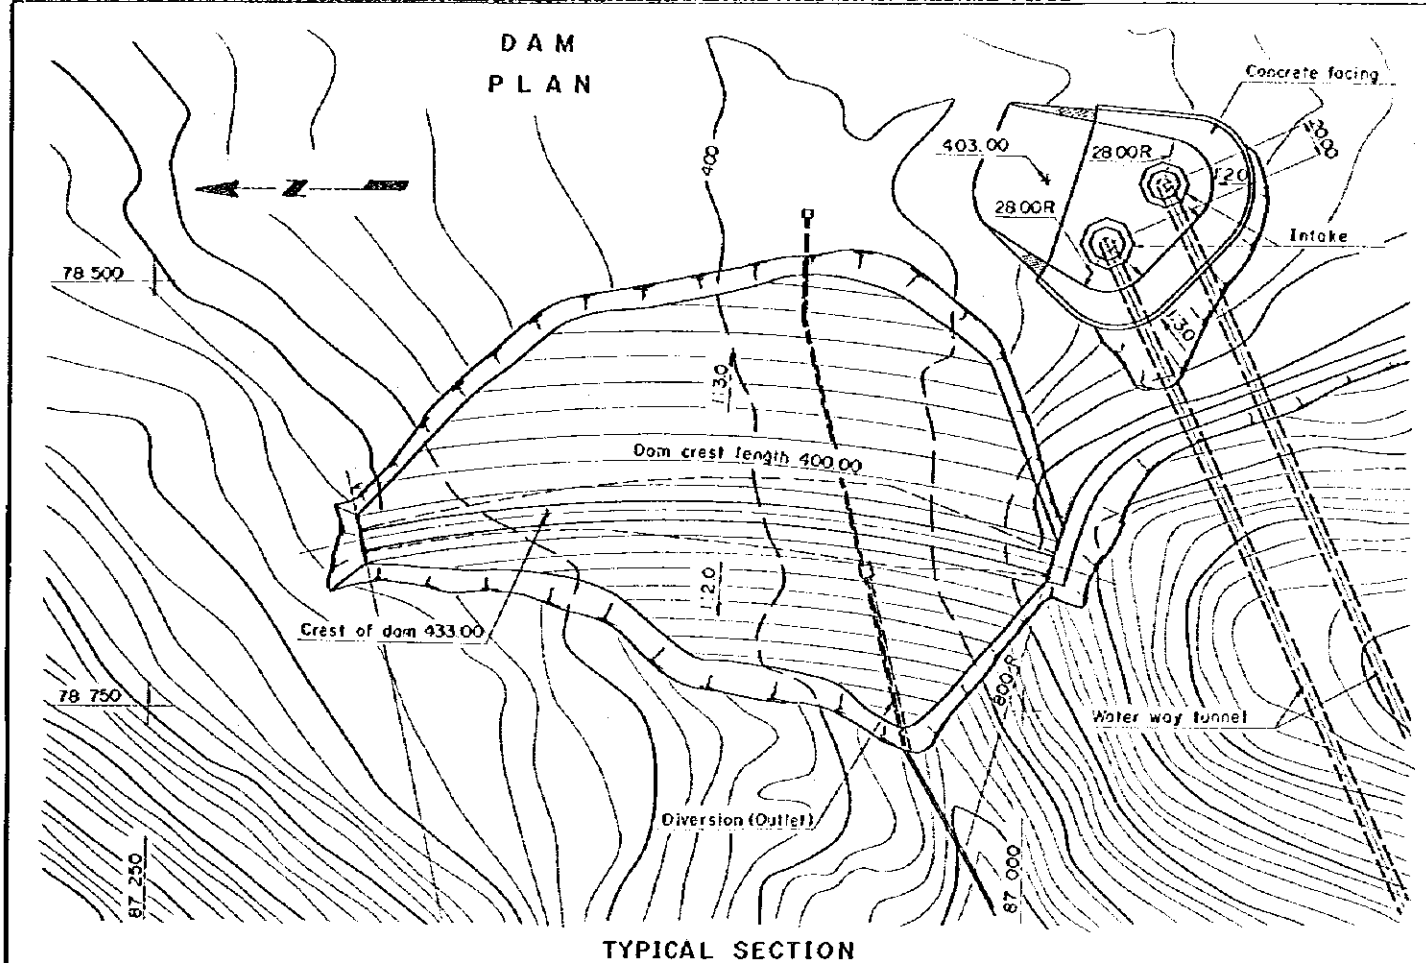 DAM
PLAN
Concrete facing
400
403.00
28.00R
1:2.0
N
28.00R
Intake
78 500
1:3.0
1:3.0
Dam crest length 400.00
1:2.0
Crest of dam 433.00
78 750
800 R
Water way tunnel
Diversion (Outlet)
87 250
87 000
TYPICAL SECTION